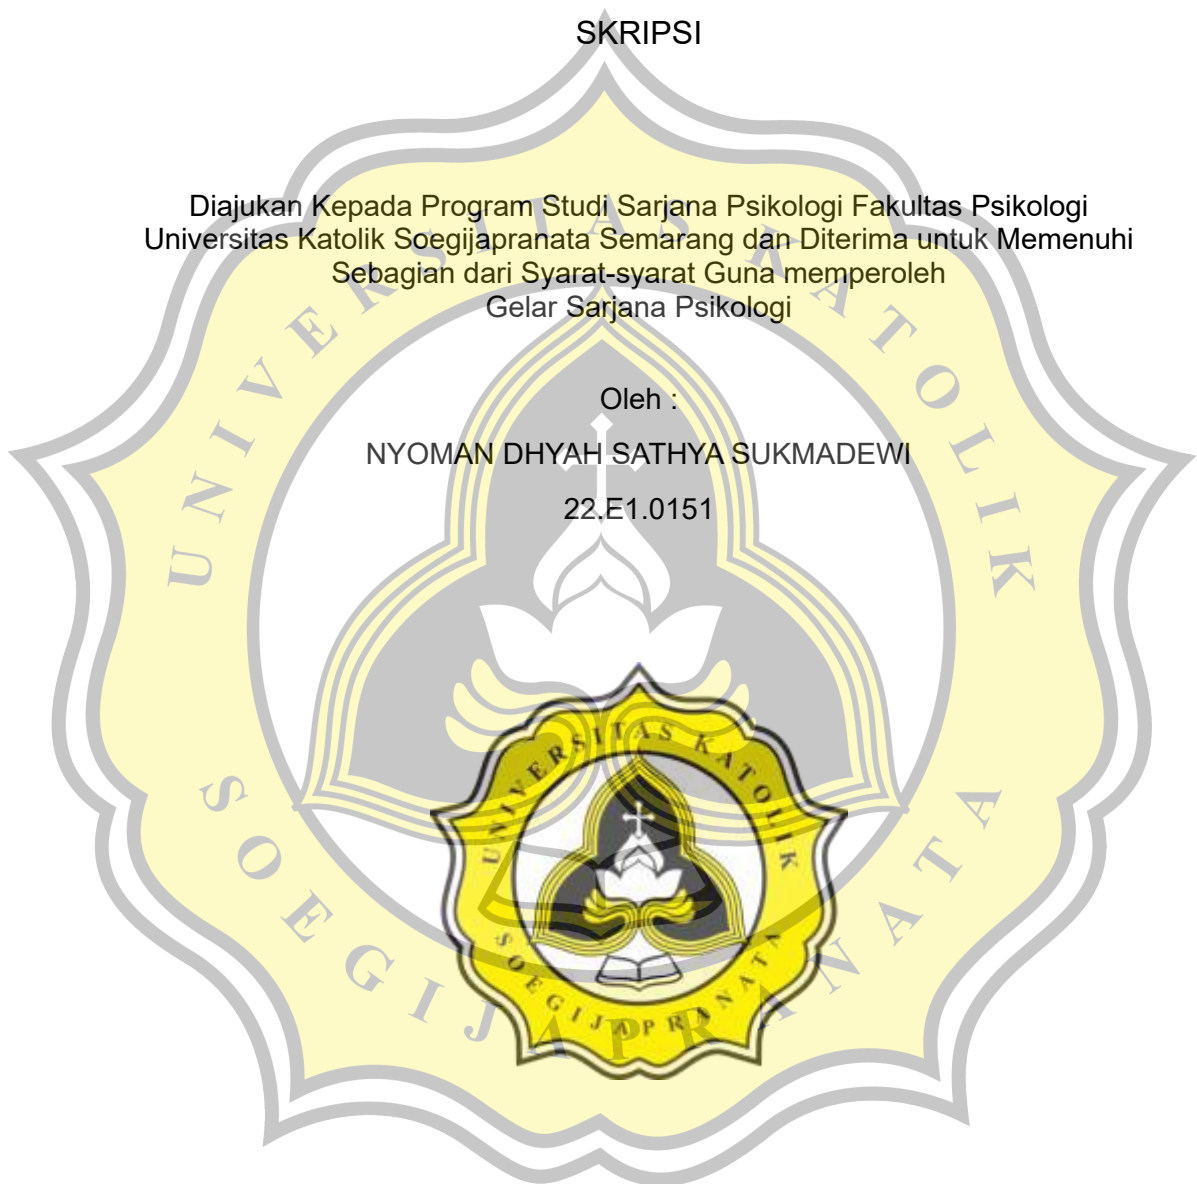 SKRIPSI
Diajukan Kepada Program Studi Sarjana Psikologi Fakultas Psikologi
Universitas Katolik Soegijapranata Semarang dan Diterima untuk Memenuhi
Sebagian dari Syarat-syarat Guna memperoleh
Gelar Sarjana Psikologi
Oleh :
NYOMAN DHYAH SATHYA SUKMADEWI
22.E1.0151
UNIVERSITAS KATOLIK
SOEGIJAPRANATA
UNIVERSITAS KATOLIK
SOEGIJAPRANATA